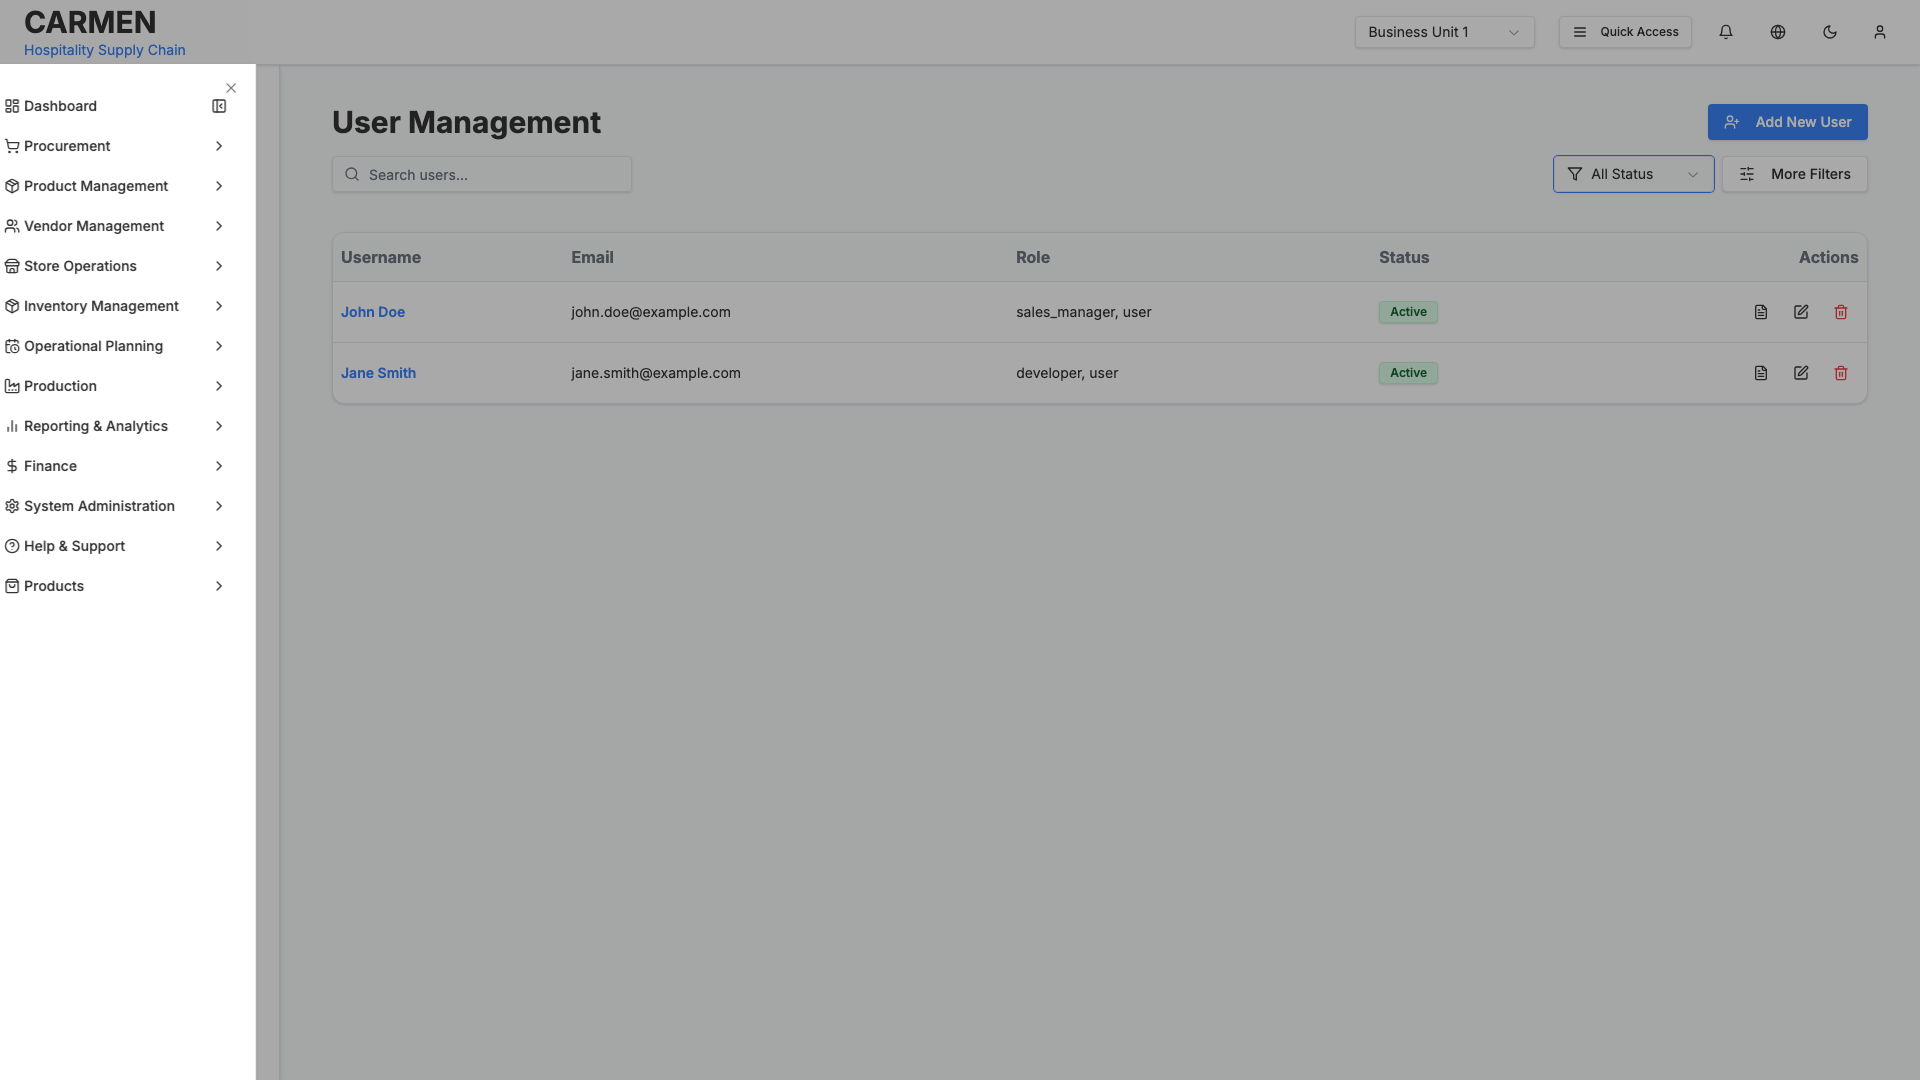 CARMEN
Hospitality Supply Chain
Business Unit 1
Quick Access
Dashboard
Procurement
Product Management
Vendor Management
Store Operations
Inventory Management
Operational Planning
Production
Reporting & Analytics
Finance
System Administration
Help & Support
Products
User Management
Add New User
Search users...
All Status
More Filters
Username Email Role Status Actions
John Doe john.doe@example.com sales_manager, user Active
Jane Smith jane.smith@example.com developer, user Active